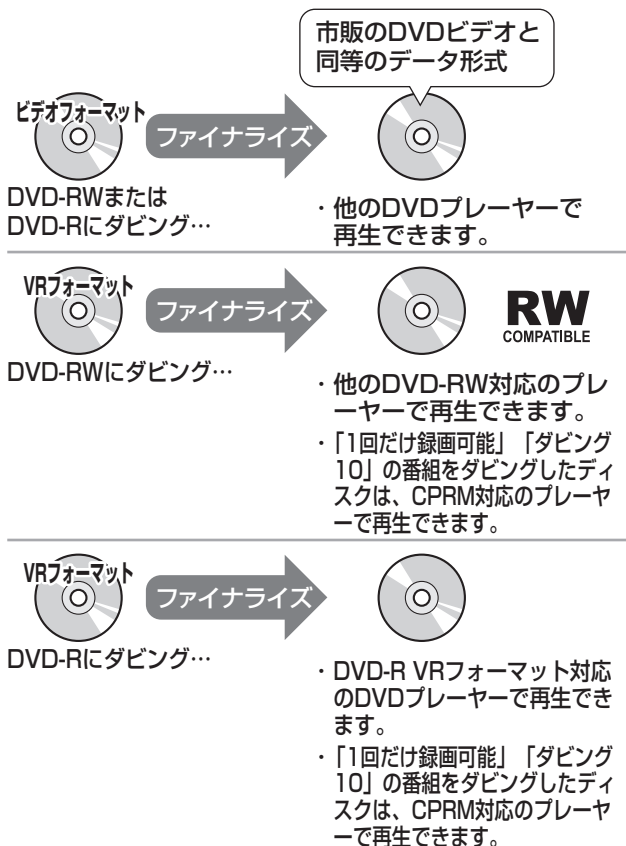 市販のDVDビデオと
同等のデータ形式
ビデオフォーマット
ファイナライズ
DVD-RWまたは
DVD-Rにダビング…
・他のDVDプレーヤーで
再生できます。
VRフォーマット
ファイナライズ
RW
COMPATIBLE
DVD-RWにダビング…
・他のDVD-RW対応のプレ
ーヤーで再生できます。
・「1回だけ録画可能」「ダビング
10」の番組をダビングしたディ
スクは、CPRM対応のプレーヤ
ーで再生できます。
VRフォーマット
ファイナライズ
DVD-Rにダビング…
・DVD-R VRフォーマット対応
のDVDプレーヤーで再生でき
ます。
・「1回だけ録画可能」「ダビング
10」の番組をダビングしたディ
スクは、CPRM対応のプレーヤ
ーで再生できます。